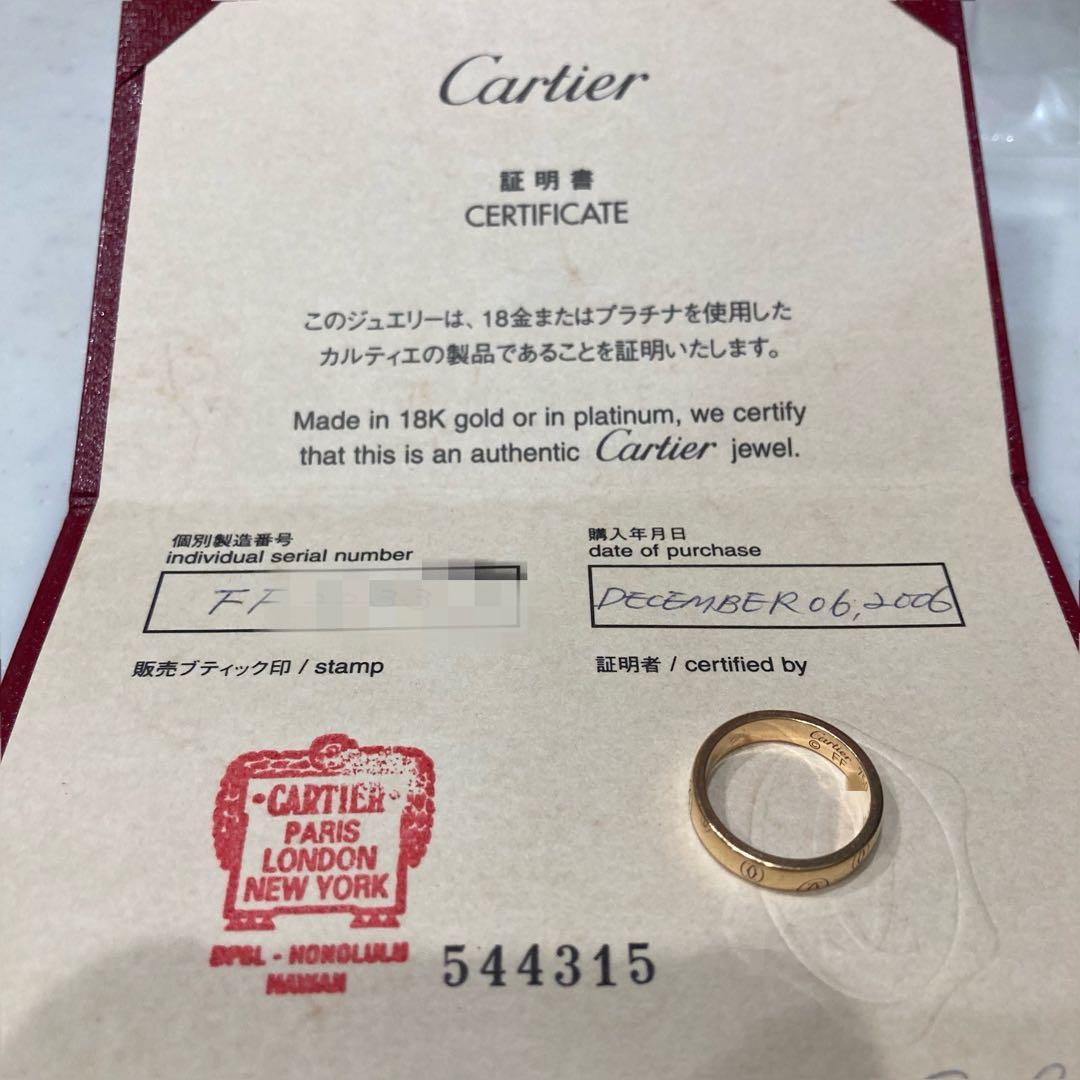 Cartier
証明書
CERTIFICATE
このジュエリーは、18金またはプラチナを使用した
カルティエの製品であることを証明いたします。
Made in 18K gold or in platinum, we certify
that this is an authentic Cartier jewel.
個別製造番号
individual serial number
FF
購入年月日
date of purchase
DECEMBER 06, 2006
販売ブティック印 / stamp
証明者 / certified by
·CARTIER·
PARIS
LONDON
NEW YORK
HONOLULU
544315
Cartier
© FF